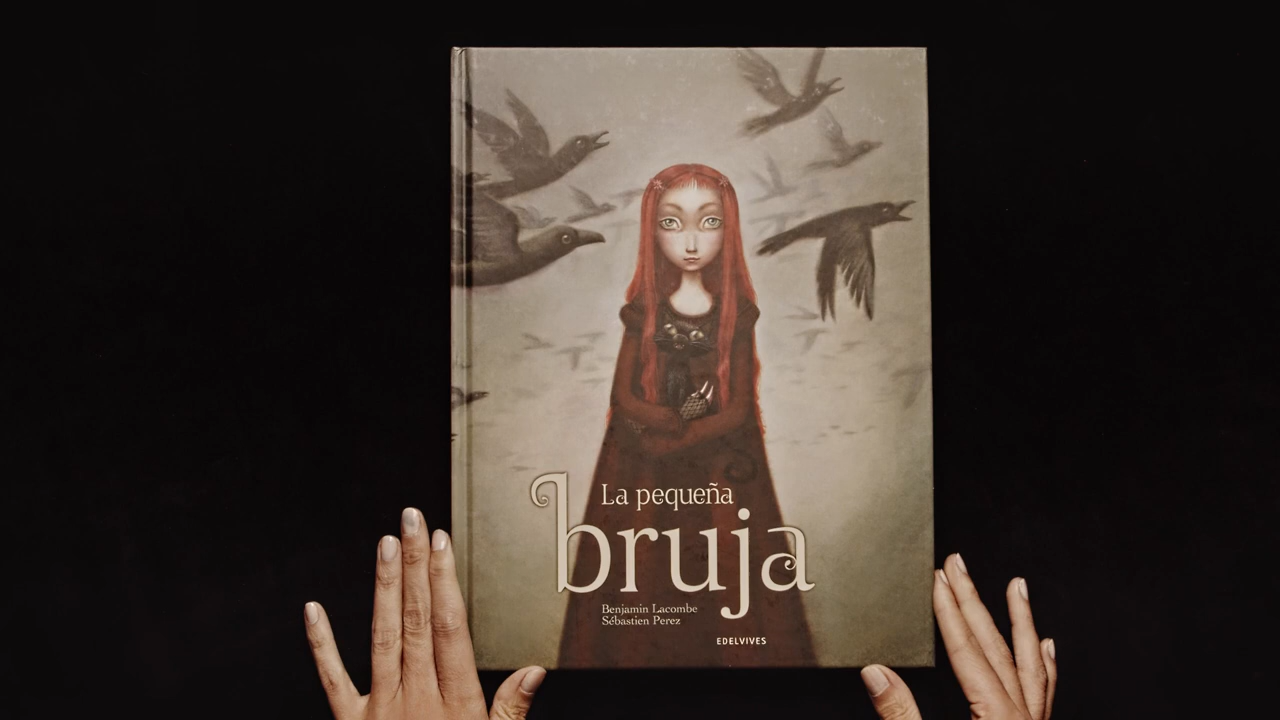 La pequeña
bruja
Benjamin Lacombe
Sébastien Perez
EDELVIVES